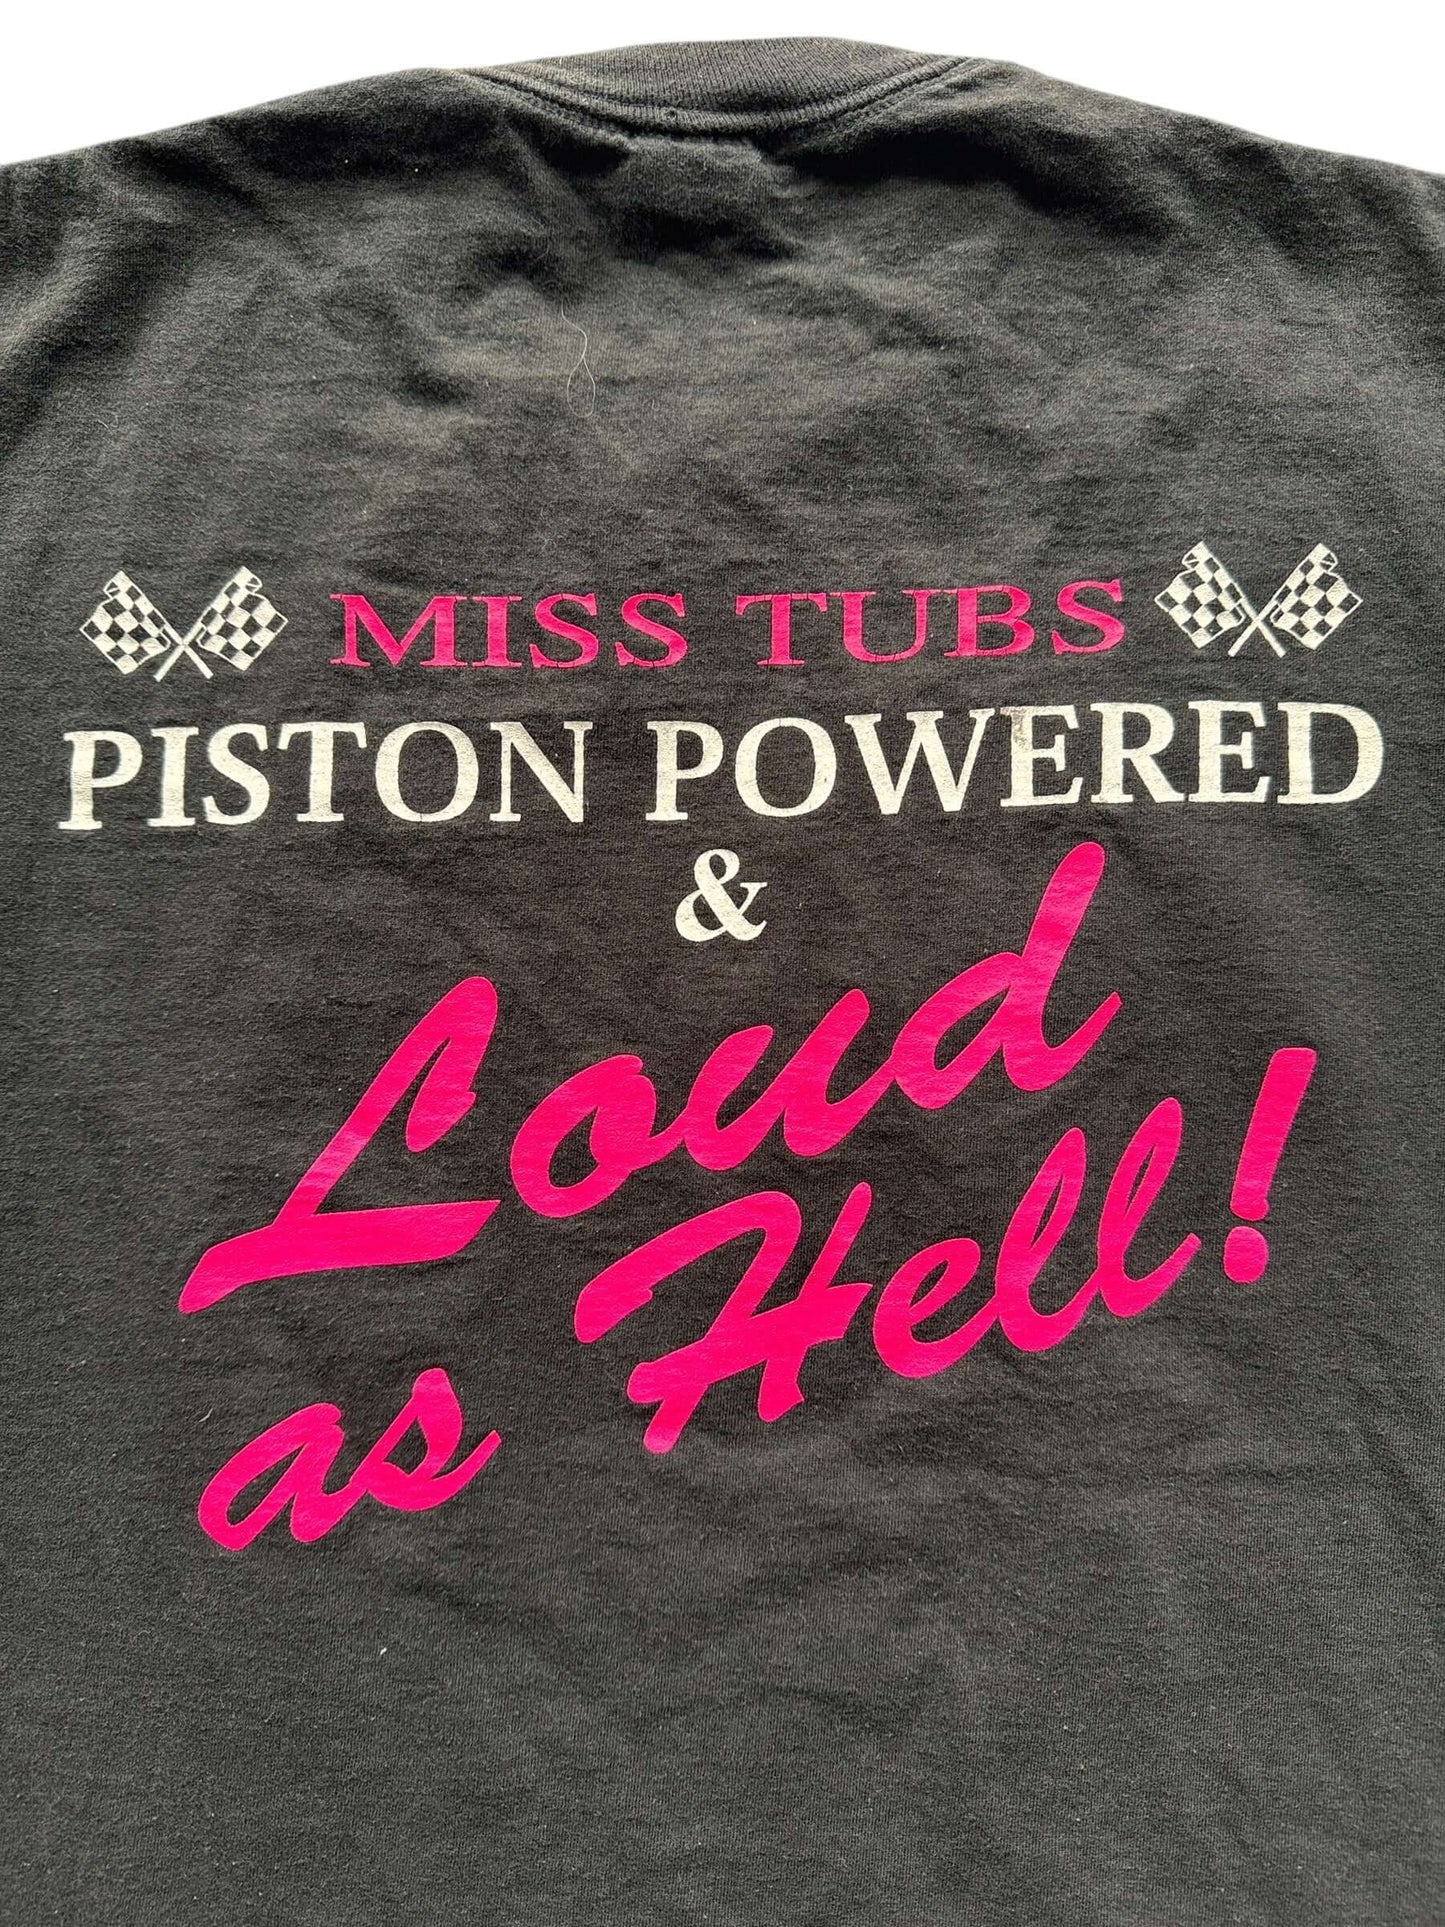 MISS TUBS
PISTON POWERED
&
Loud
as Hell!